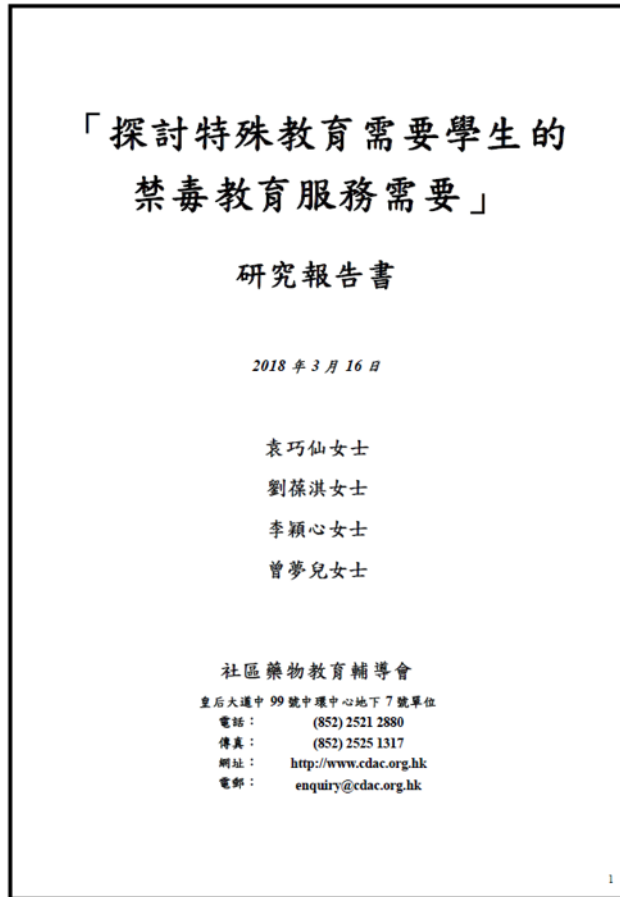 「探討特殊教育需要學生的
禁毒教育服務需要」
研究報告書
2018 年 3 月 16 日
袁巧仙女士
劉葆淇女士
李穎心女士
曾夢兒女士
社區藥物教育輔導會
皇后大道中 99 號中環中心地下 7 號單位
電話： (852) 2521 2880
傳真： (852) 2525 1317
網址： http://www.cdac.org.hk
電郵： enquiry@cdac.org.hk
1